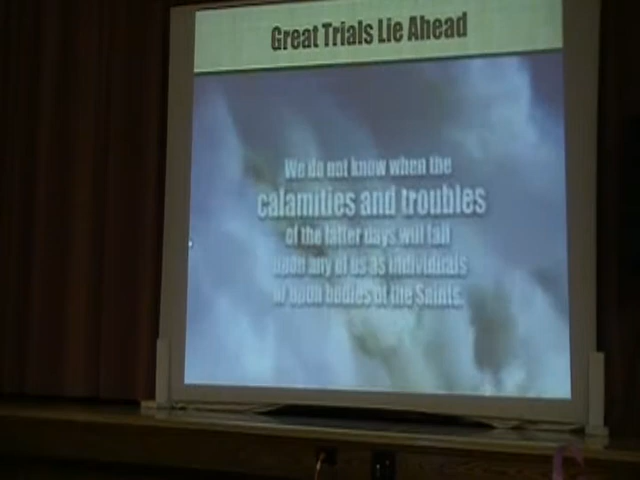 Great Trials Lie Ahead
We do not know when the
calamities and troubles
of the latter days will fall
upon any of us as individuals
or upon bodies of the Saints.